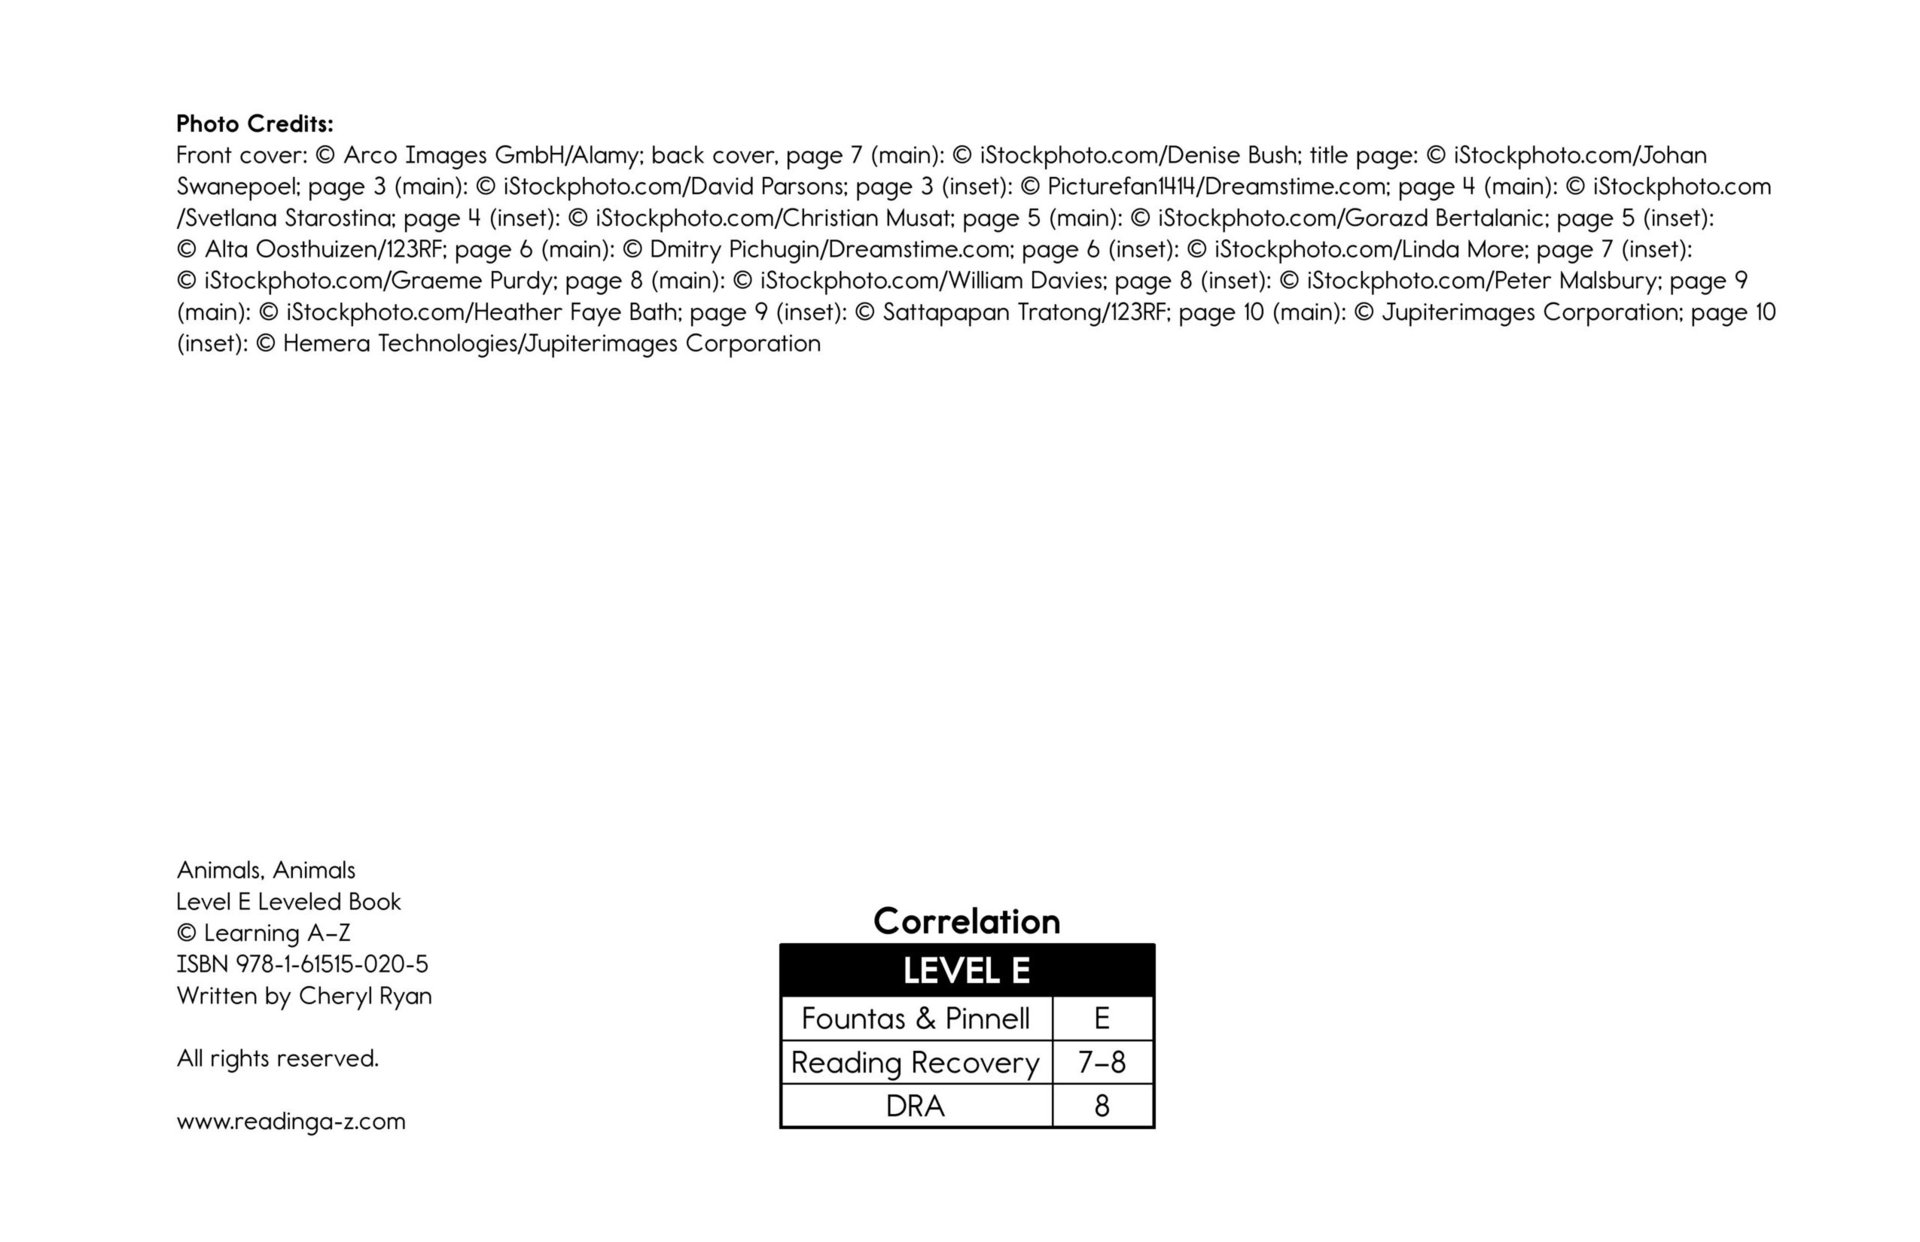 Photo Credits:
Front cover: © Arco Images GmbH/Alamy; back cover, page 7 (main): © iStockphoto.com/Denise Bush; title page: © iStockphoto.com/Johan
Swanepoel; page 3 (main): © iStockphoto.com/David Parsons; page 3 (inset): © Picturefan1414/Dreamstime.com; page 4 (main): © iStockphoto.com
/Svetlana Starostina; page 4 (inset): © iStockphoto.com/Christian Musat; page 5 (main): © iStockphoto.com/Gorazd Bertalanic; page 5 (inset):
© Alta Oosthuizen/123RF; page 6 (main): © Dmitry Pichugin/Dreamstime.com; page 6 (inset): © iStockphoto.com/Linda More; page 7 (inset):
© iStockphoto.com/Graeme Purdy; page 8 (main): © iStockphoto.com/William Davies; page 8 (inset): © iStockphoto.com/Peter Malsbury; page 9
(main): © iStockphoto.com/Heather Faye Bath; page 9 (inset): © Sattapapan Tratong/123RF; page 10 (main): © Jupiterimages Corporation; page 10
(inset): © Hemera Technologies/Jupiterimages Corporation
Animals, Animals
Level E Leveled Book
© Learning A–Z
ISBN 978-1-61515-020-5
Written by Cheryl Ryan
All rights reserved.
www.readinga-z.com
Correlation
LEVEL E
Fountas & Pinnell E
Reading Recovery 7–8
DRA 8